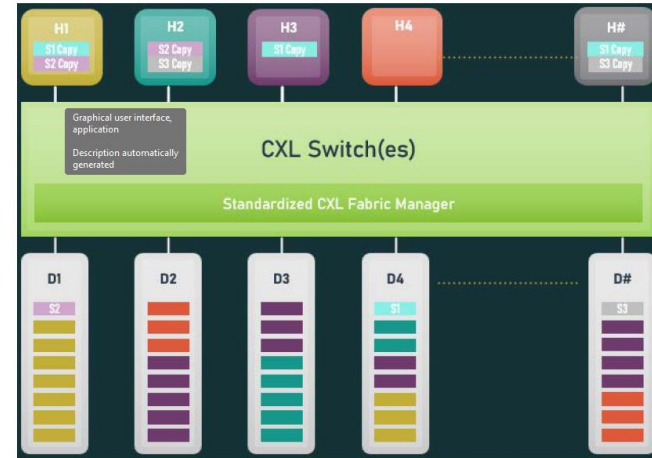 H1
S1 Copy
S2 Copy
H2
S2 Copy
S3 Copy
H3
S1 Copy
H4
H#
S1 Copy
S3 Copy
Graphical user interface,
application
Description automatically
generated
CXL Switch(es)
Standardized CXL Fabric Manager
D1
S2
D2
D3
D4
S1
D#
S3